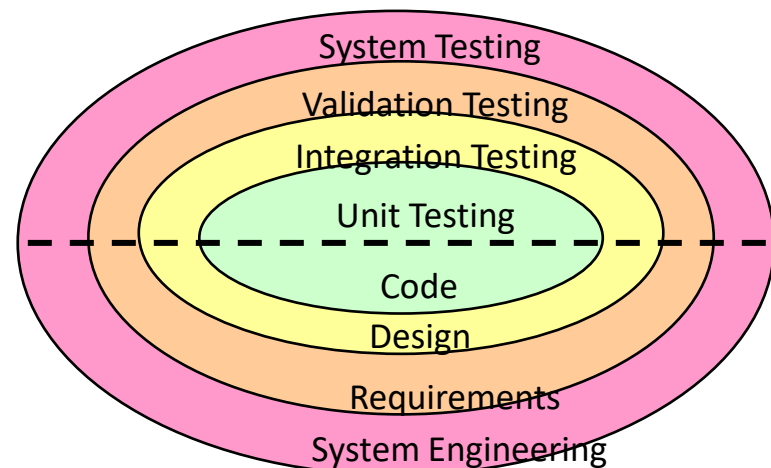 System Testing
Validation Testing
Integration Testing
Unit Testing
Code
Design
Requirements
System Engineering